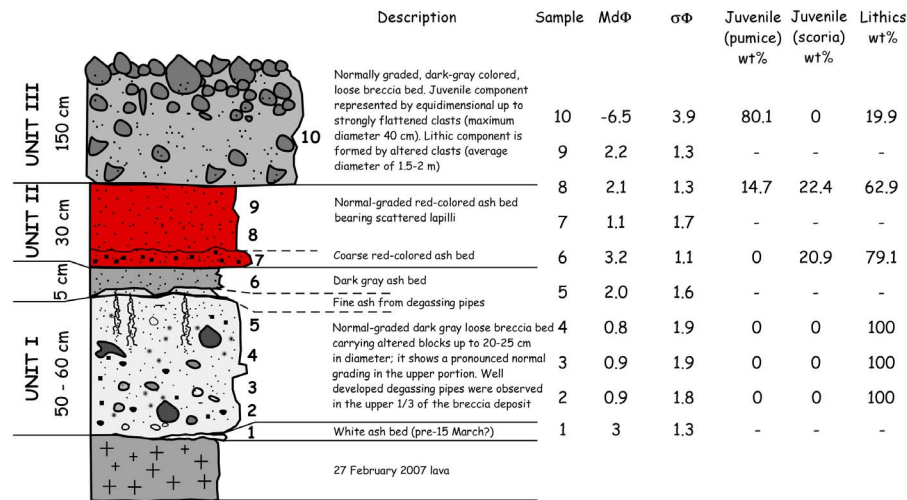 Description Sample MdΦ σΦ Juvenile (pumice) wt% Juvenile (scoria) wt% Lithics wt%
UNIT III
150 cm
10
Normally graded, dark-gray colored,
loose breccia bed. Juvenile component
represented by equidimensional up to
strongly flattened clasts (maximum
diameter 40 cm). Lithic component is
formed by altered clasts (average
diameter of 1.5-2 m)
UNIT II
30 cm
9
8
7
Normal-graded red-colored ash bed
bearing scattered lapilli
Coarse red-colored ash bed
5 cm
6
Dark gray ash bed
Fine ash from degassing pipes
UNIT I
50 - 60 cm
5
4
3
2
1
Normal-graded dark gray loose breccia bed
carrying altered blocks up to 20-25 cm
in diameter; it shows a pronounced normal
grading in the upper portion. Well
developed degassing pipes were observed
in the upper 1/3 of the breccia deposit
White ash bed (pre-15 March?)
27 February 2007 lava
10 -6.5 3.9 80.1 0 19.9
9 2.2 1.3 - - -
8 2.1 1.3 14.7 22.4 62.9
7 1.1 1.7 - - -
6 3.2 1.1 0 20.9 79.1
5 2.0 1.6 - - -
4 0.8 1.9 0 0 100
3 0.9 1.9 0 0 100
2 0.9 1.8 0 0 100
1 3 1.3 - - -